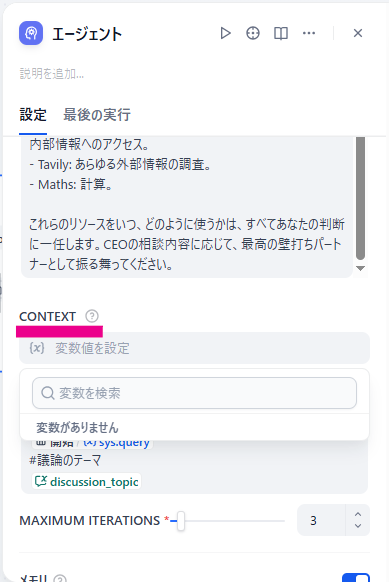 エージェント
説明を追加...
設定 最後の実行
内部情報へのアクセス。
- Tavily: あらゆる外部情報の調査。
- Maths: 計算。
これらのリソースをいつ、どのように使うかは、すべてあなたの判断
に一任します。CEOの相談内容に応じて、最高の壁打ちパート
ナーとして振る舞ってください。
CONTEXT
{x} 変数値を設定
変数を検索
変数がありません
開始 / {x} sys.query
#議論のテーマ
discussion_topic
MAXIMUM ITERATIONS * 3
メモリ